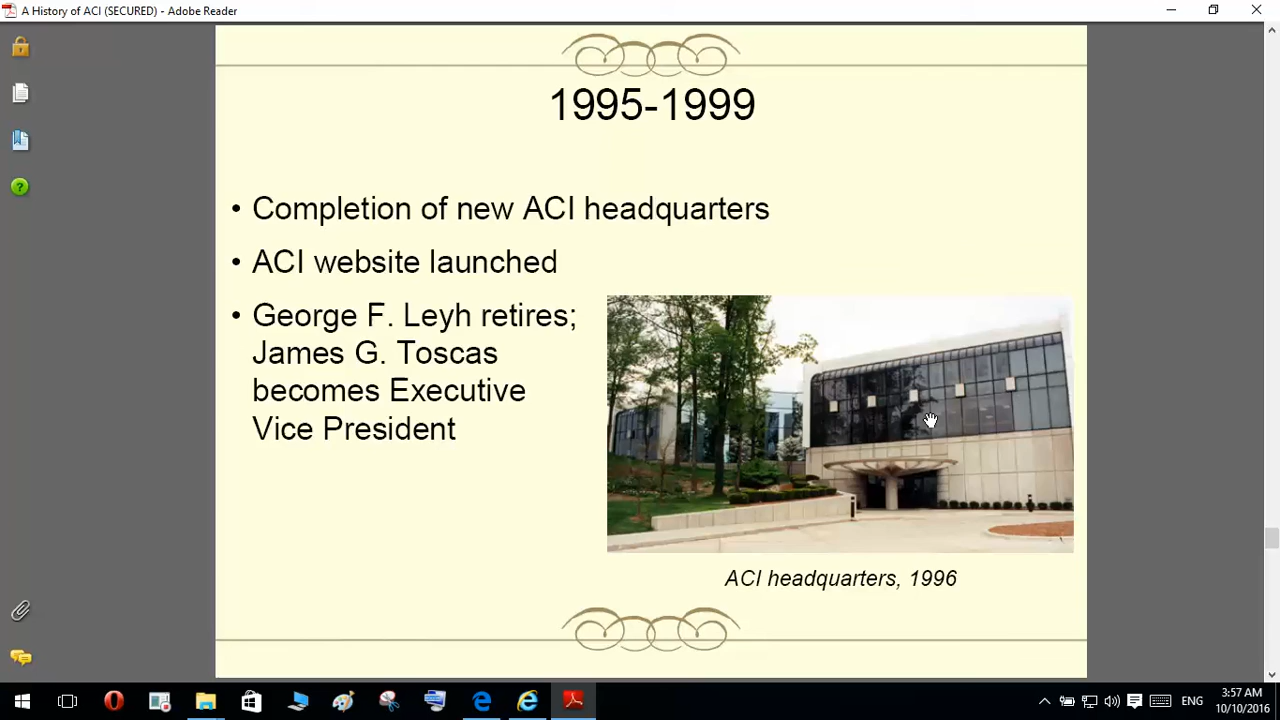 A History of ACI (SECURED) - Adobe Reader
1995-1999
• Completion of new ACI headquarters
• ACI website launched
• George F. Leyh retires;
James G. Toscas
becomes Executive
Vice President
ACI headquarters, 1996
ENG
3:57 AM
10/10/2016